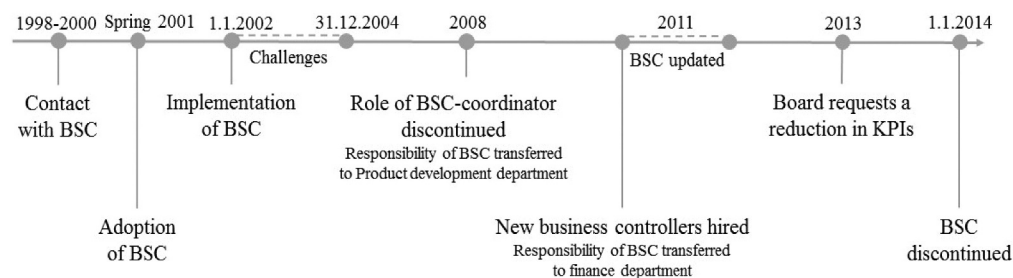 1998-2000 Spring 2001 1.1.2002 31.12.2004 2008 2011 2013 1.1.2014
Challenges BSC updated
Contact
with BSC
Implementation
of BSC
Role of BSC-coordinator
discontinued
Responsibility of BSC transferred
to Product development department
Board requests a
reduction in KPIs
Adoption
of BSC
New business controllers hired
Responsibility of BSC transferred
to finance department
BSC
discontinued